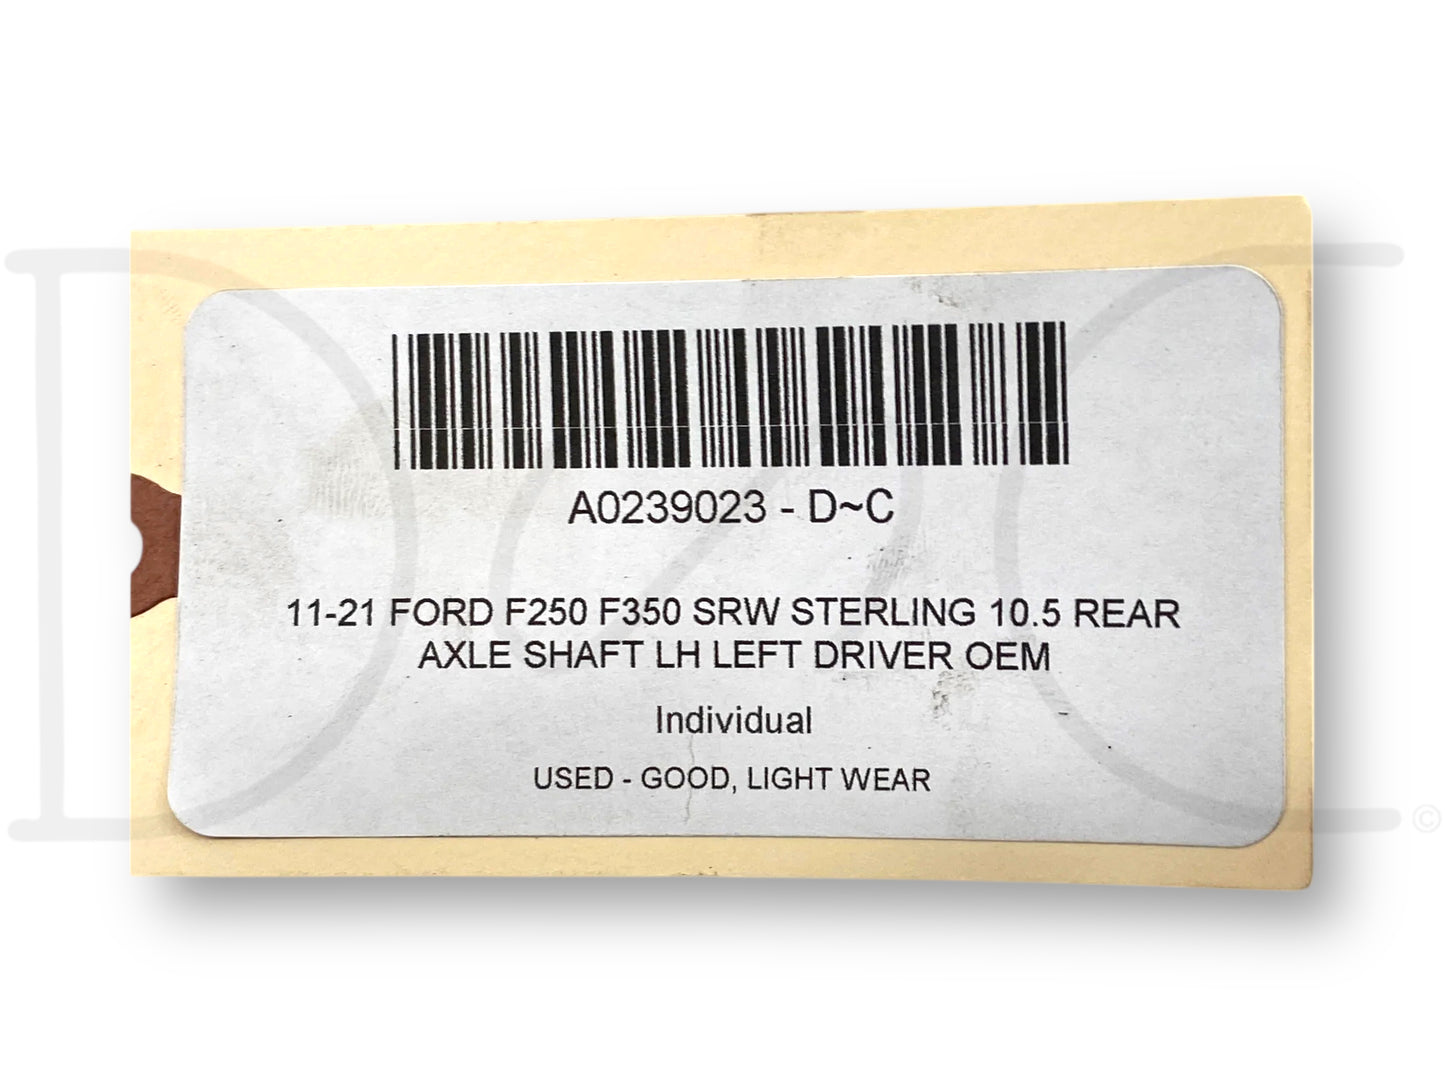 A0239023 - D~C
11-21 FORD F250 F350 SRW STERLING 10.5 REAR
AXLE SHAFT LH LEFT DRIVER OEM
Individual
USED - GOOD, LIGHT WEAR
©